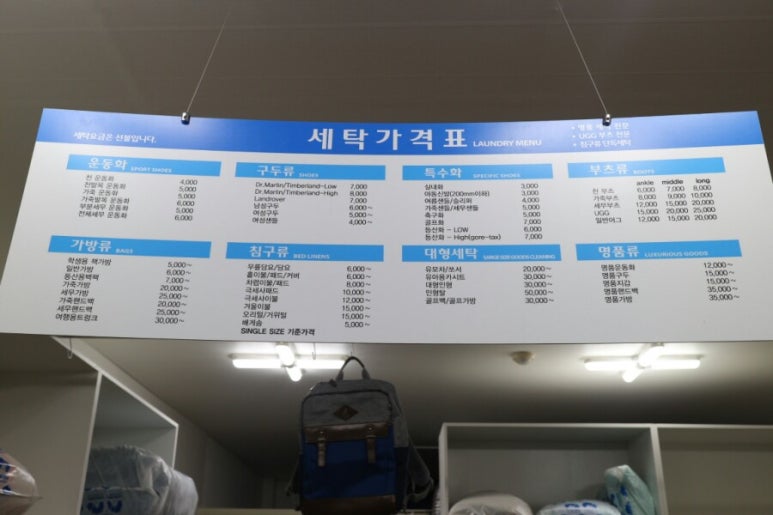 세탁요금은 선불입니다.
세탁가격표 LAUNDRY MENU
• 명품 세탁 전문
• UGG 부츠 전문
• 침구류 단독세탁
운동화 SPORT SHOES
천 운동화 4,000
천발목 운동화 5,000
가죽 운동화 5,000
가죽발목 운동화 6,000
부분세무 운동화 5,000
전체세무 운동화 6,000
구두류 SHOES
Dr.Martin/Timberland-Low 7,000
Dr.Martin/Timberland-High 8,000
Landrover 7,000
남성구두 6,000~
여성구두 5,000~
여성샌들 4,000~
특수화 SPECIFIC SHOES
실내화 3,000
아동신발(200mm이하) 3,000
여름샌들/슬리퍼 4,000
가죽샌들/세무샌들 5,000
축구화 5,000
골프화 7,000
등산화 - LOW 6,000
등산화 - High(gore-tax) 7,000
부츠류 BOOTS
ankle middle long
천 부츠 6,000 7,000 8,000
가죽부츠 8,000 9,000 10,000
세무부츠 12,000 15,000 20,000
UGG 15,000 20,000 25,000
일반어그 12,000 15,000 20,000
가방류 BAGS
학생용 책가방 5,000~
일반가방 6,000~
등산용백팩 7,000~
가죽가방 20,000~
세무가방 25,000~
가죽핸드백 20,000~
세무핸드백 25,000~
여행용트렁크 30,000~
침구류 BED-LINENS
무릎담요/담요 6,000~
홑이불/패드/커버 6,000~
차렵이불/패드 8,000~
극세사패드 10,000~
극세사이불 12,000~
겨울이불 15,000~
오리털/거위털 15,000~
베개솜 5,000~
SINGLE SIZE 기준가격
대형세탁 LARGE SIZE GOODS CLEANING
유모차/보서 20,000~
유아용카시트 30,000~
대형인형 30,000~
인형탈 50,000~
골프백/골프가방 30,000~
명품류 LUXURIOUS GOODS
명품운동화 12,000~
명품구두 15,000~
명품지갑 15,000~
명품핸드백 35,000~
명품가방 35,000~